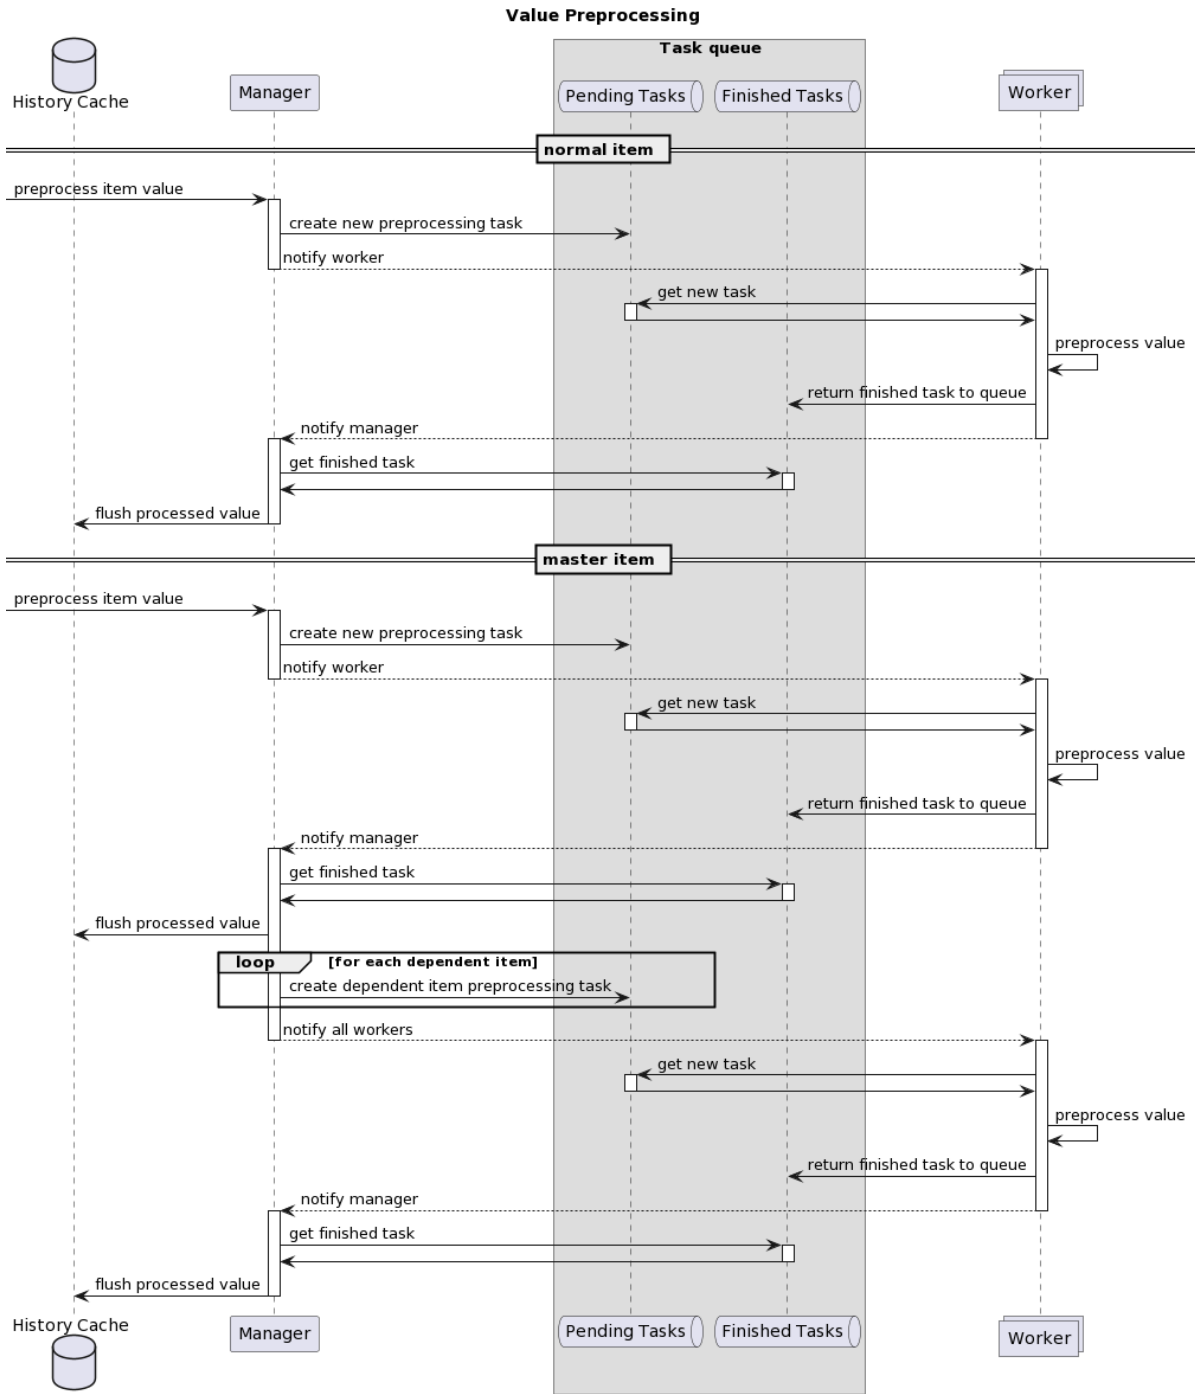 Value Preprocessing
Task queue
History Cache
Manager
Pending Tasks
Finished Tasks
Worker
normal item
preprocess item value
create new preprocessing task
notify worker
get new task
preprocess value
return finished task to queue
notify manager
get finished task
flush processed value
master item
preprocess item value
create new preprocessing task
notify worker
get new task
preprocess value
return finished task to queue
notify manager
get finished task
flush processed value
loop [for each dependent item]
create dependent item preprocessing task
notify all workers
get new task
preprocess value
return finished task to queue
notify manager
get finished task
flush processed value
History Cache
Manager
Pending Tasks
Finished Tasks
Worker